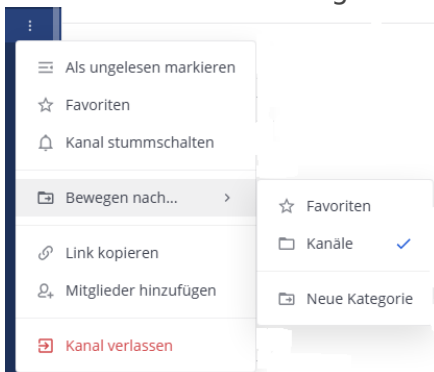 Als ungelesen markieren
Favoriten
Kanal stummschalten
Bewegen nach...
Favoriten
Kanäle
Neue Kategorie
Link kopieren
Mitglieder hinzufügen
Kanal verlassen